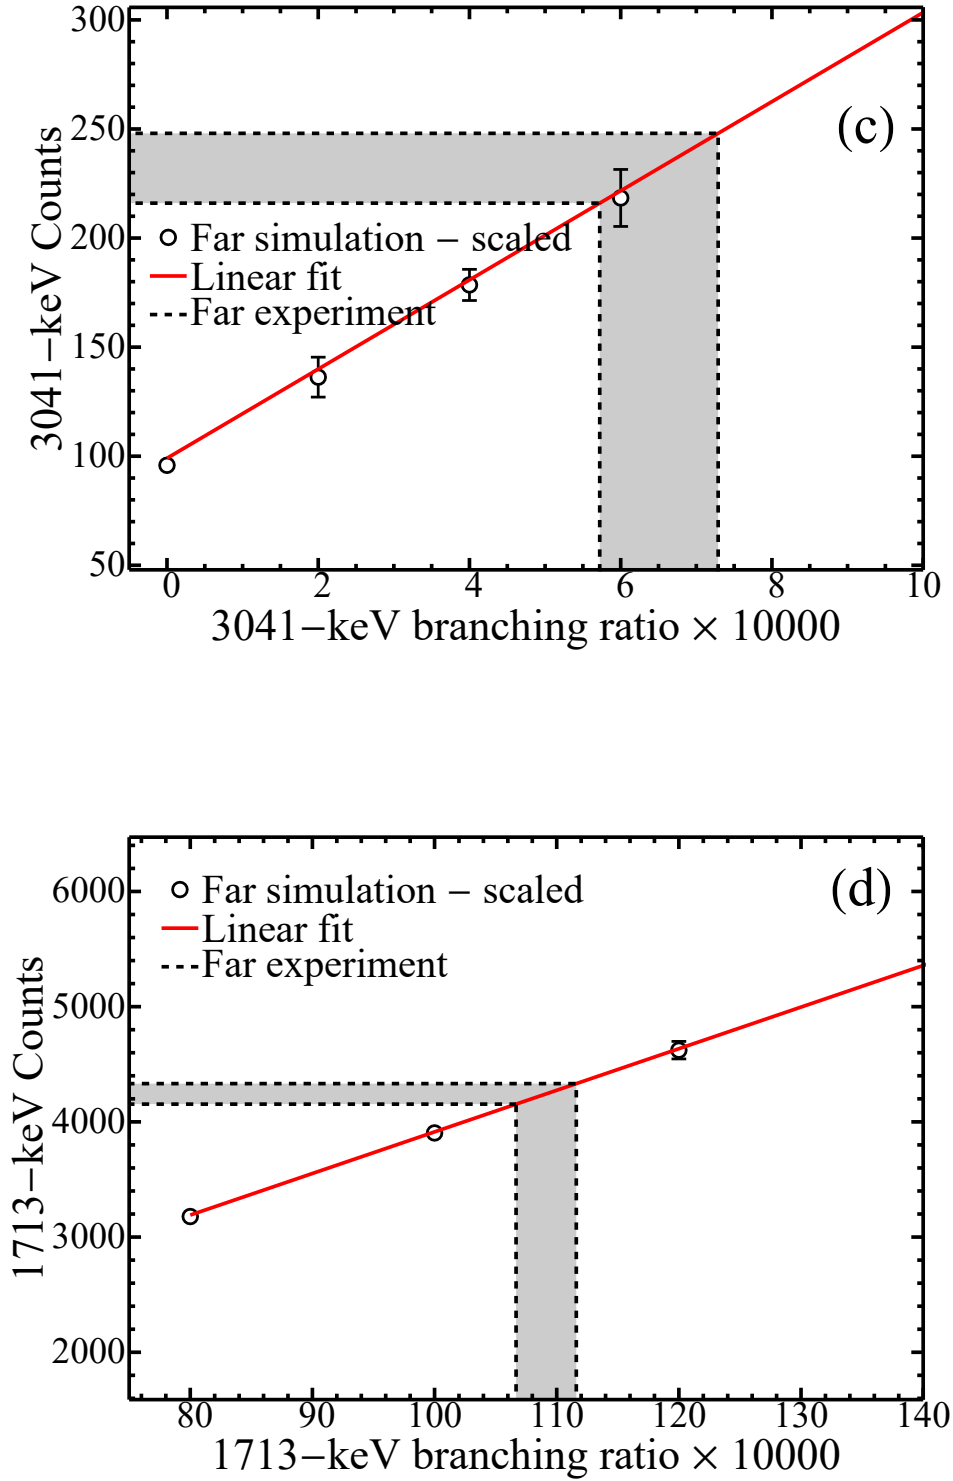 300
250
200
150
100
50
3041−keV Counts
(c)
Far simulation − scaled
Linear fit
Far experiment
0 2 4 6 8 10
3041−keV branching ratio × 10000
6000
5000
4000
3000
2000
1713−keV Counts
(d)
Far simulation − scaled
Linear fit
Far experiment
80 90 100 110 120 130 140
1713−keV branching ratio × 10000